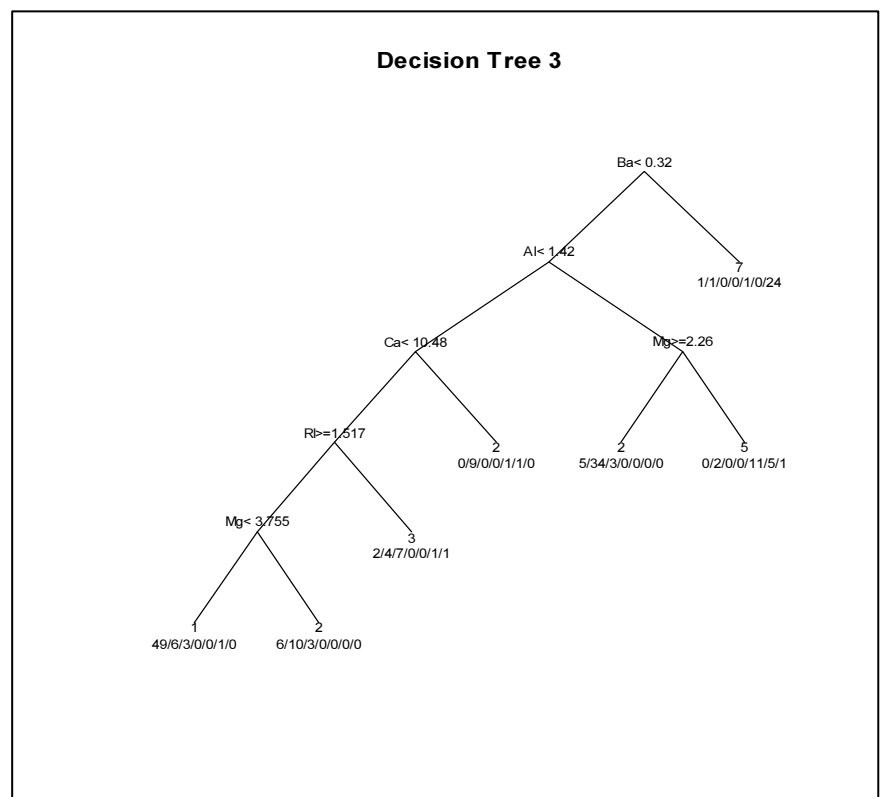 Decision Tree 3
Ba< 0.32
Al< 1.42
7
1/1/0/0/1/0/24
Ca< 10.48
Mg>=2.26
RI>=1.517
2
0/9/0/0/1/1/0
2
5/34/3/0/0/0/0
5
0/2/0/0/11/5/1
Mg< 3.755
3
2/4/7/0/0/1/1
1
49/6/3/0/0/1/0
2
6/10/3/0/0/0/0